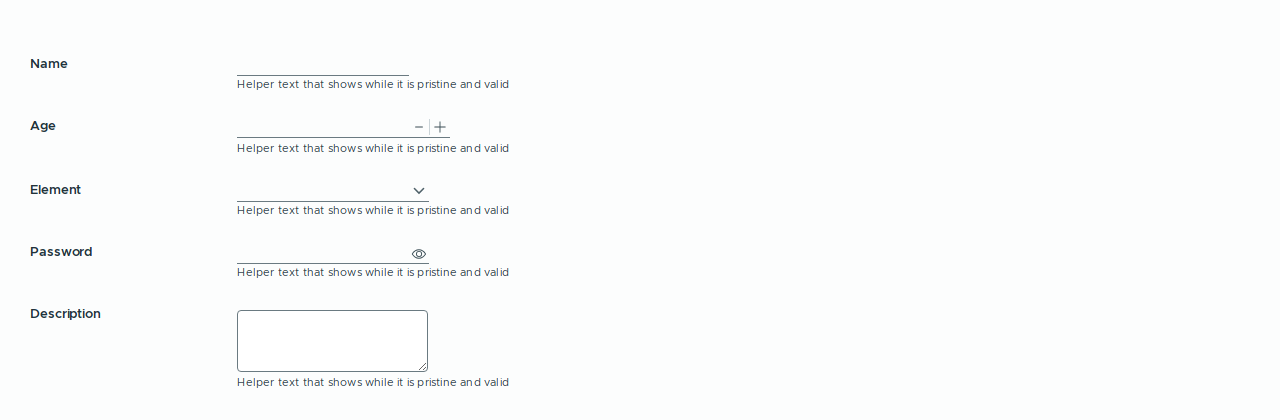 Name
Helper text that shows while it is pristine and valid
Age
Helper text that shows while it is pristine and valid
Element
Helper text that shows while it is pristine and valid
Password
Helper text that shows while it is pristine and valid
Description
Helper text that shows while it is pristine and valid